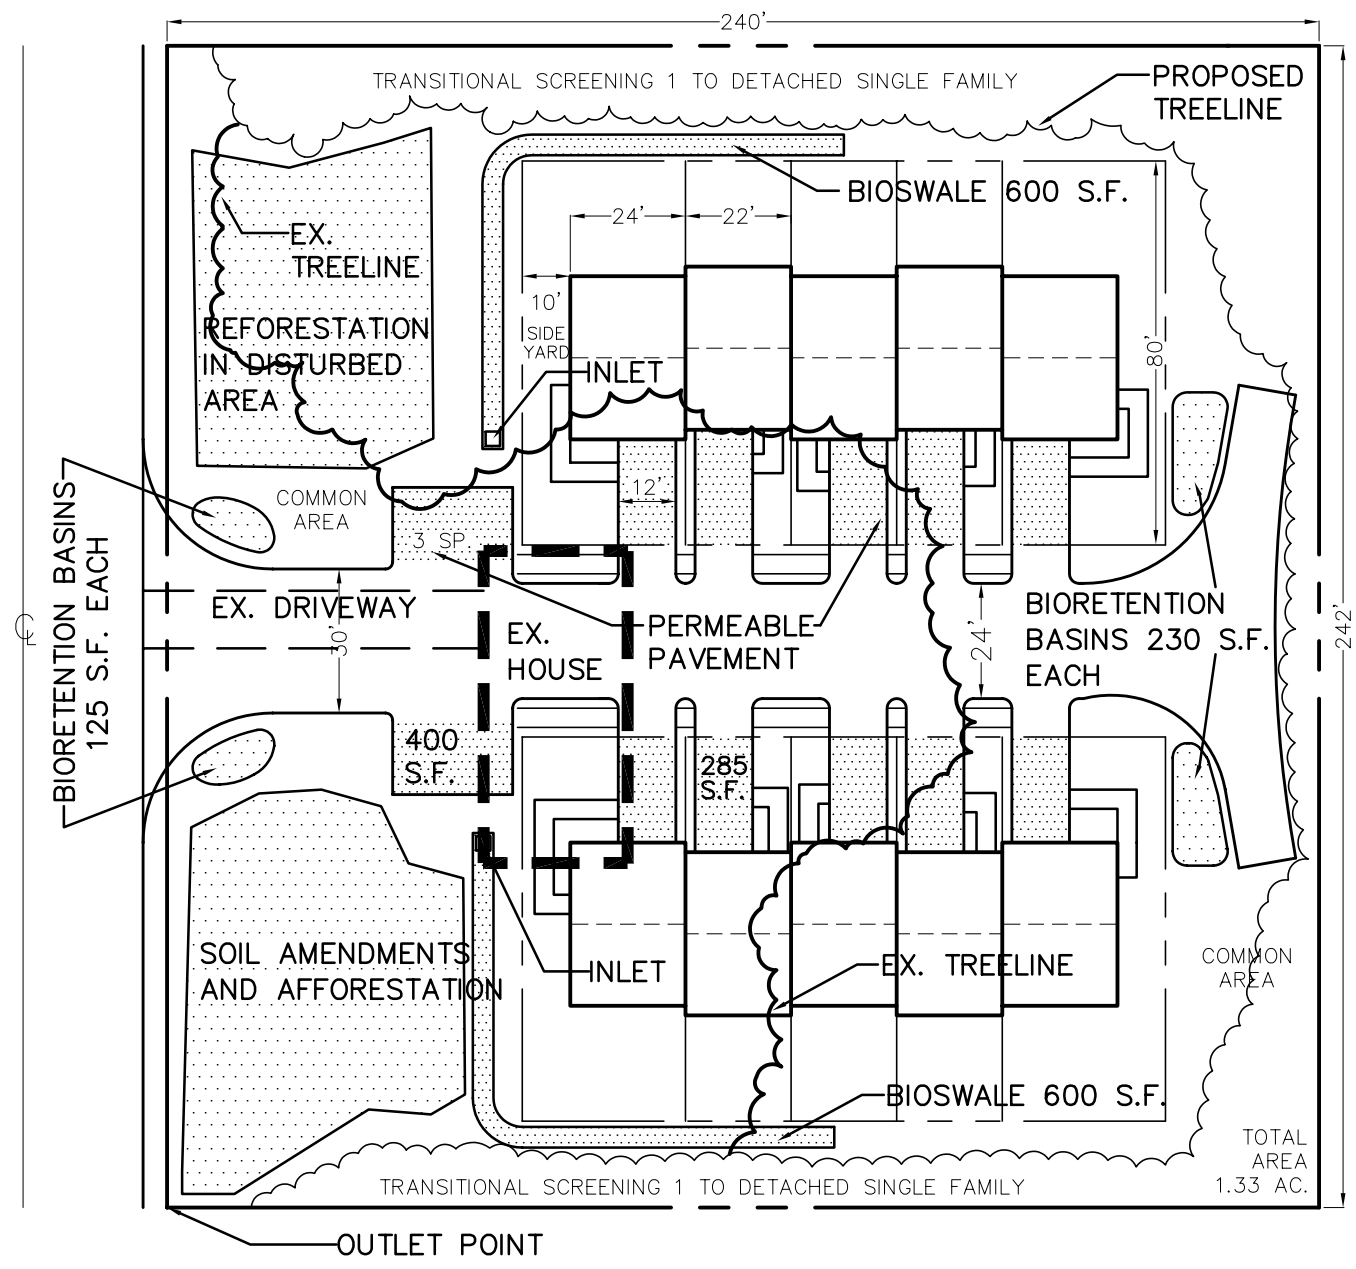 240'
TRANSITIONAL SCREENING 1 TO DETACHED SINGLE FAMILY
PROPOSED
TREELINE
BIOSWALE 600 S.F.
24'
22'
EX.
TREELINE
10'
SIDE
YARD
80'
REFORESTATION
IN DISTURBED
AREA
INLET
COMMON
AREA
12'
3 SP
BIORETENTION BASINS
125 S.F. EACH
EX. DRIVEWAY
30'
EX.
HOUSE
PERMEABLE
PAVEMENT
24'
BIORETENTION
BASINS 230 S.F.
EACH
242'
℄
400
S.F.
285
S.F.
SOIL AMENDMENTS
AND AFFORESTATION
INLET
EX. TREELINE
COMMON
AREA
BIOSWALE 600 S.F.
TOTAL
AREA
1.33 AC.
TRANSITIONAL SCREENING 1 TO DETACHED SINGLE FAMILY
OUTLET POINT